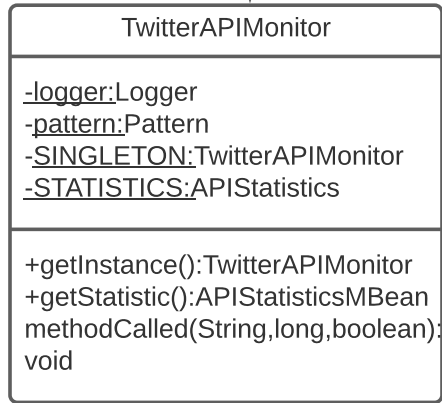 TwitterAPIMonitor
-logger:Logger
-pattern:Pattern
-SINGLETON:TwitterAPIMonitor
-STATISTICS:APIStatistics
+getInstance():TwitterAPIMonitor
+getStatistic():APIStatisticsMBean
methodCalled(String,long,boolean):
void